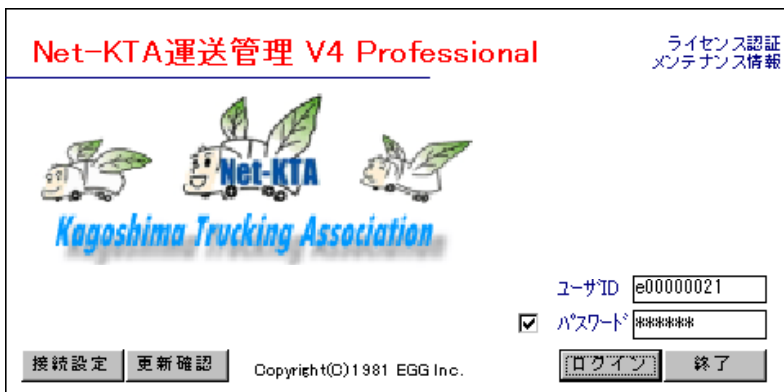 Net-KTA運送管理 V4 Professional
ライセンス認証
メンテナンス情報
Net-KTA
Kagoshima Trucking Association
ユーザID e00000021
パスワード ******
接続設定 更新確認 Copyright(C)1981 EGG Inc. ログイン 終了